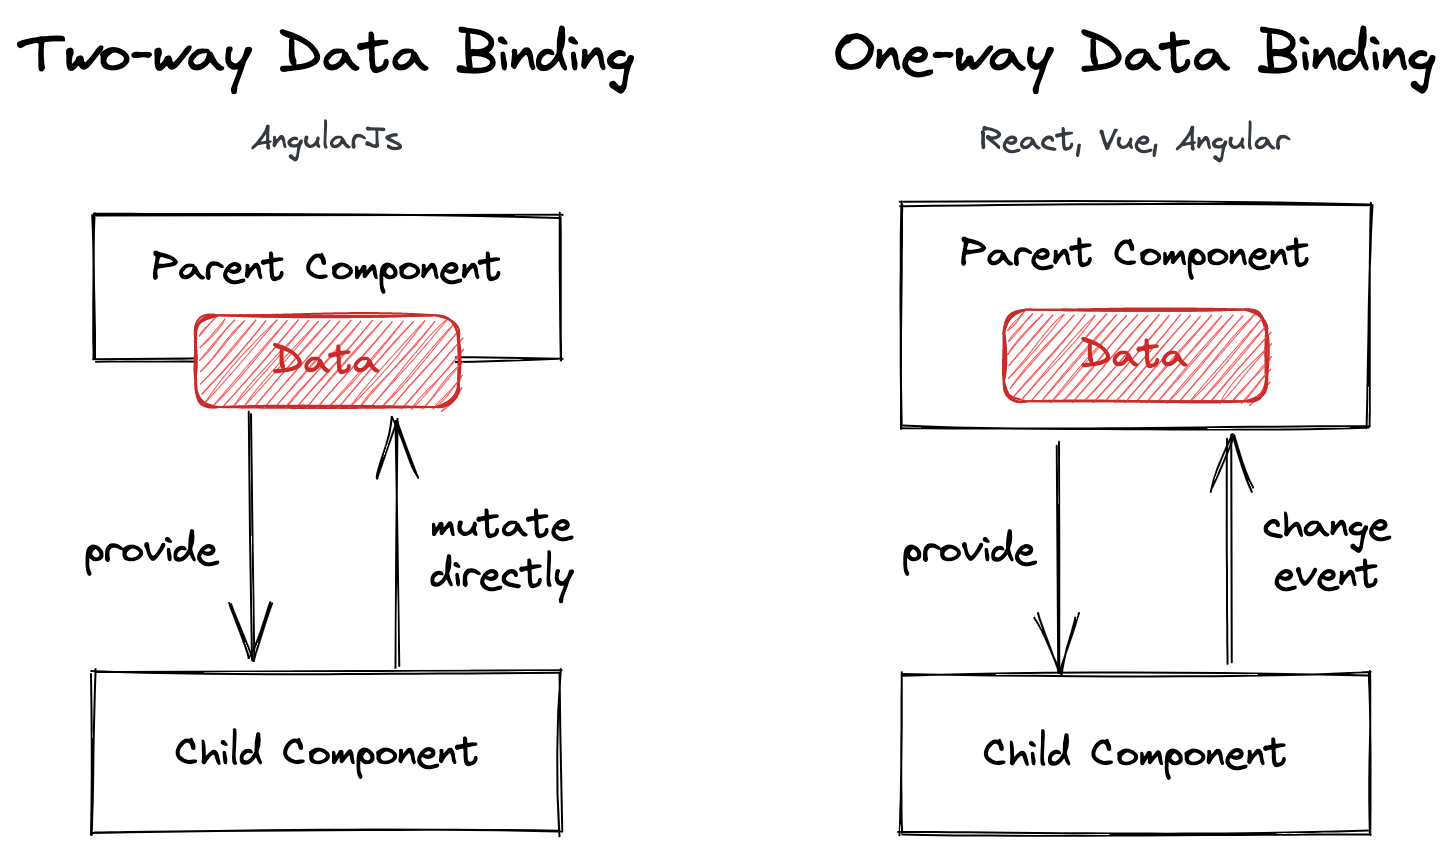 Two-way Data Binding
AngularJs
Parent Component
Data
provide
mutate
directly
Child Component
One-way Data Binding
React, Vue, Angular
Parent Component
Data
provide
change
event
Child Component